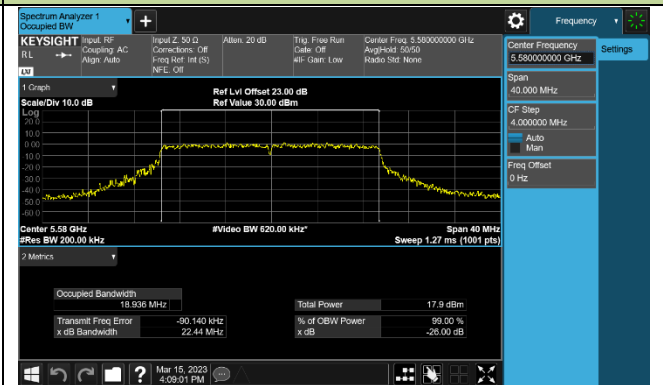 Spectrum Analyzer 1
Occupied BW
Frequency
KEYSIGHT
RL
LXI
Input: RF
Coupling: AC
Align: Auto
Input Z: 50 Ω
Corrections: Off
Freq Ref: Int (S)
NFE: Off
Atten: 20 dB
Trig: Free Run
Gate: Off
#IF Gain: Low
Center Freq: 5.580000000 GHz
Avg|Hold: 50/50
Radio Std: None
Center Frequency
5.580000000 GHz
Settings
Span
40.000 MHz
CF Step
4.000000 MHz
Auto
Man
Freq Offset
0 Hz
1 Graph
Scale/Div 10.0 dB
Ref Lvl Offset 23.00 dB
Ref Value 30.00 dBm
Log
20.0
10.0
0.00
-10.0
-20.0
-30.0
-40.0
-50.0
-60.0
Center 5.58 GHz
#Video BW 620.00 kHz*
Span 40 MHz
#Res BW 200.00 kHz
Sweep 1.27 ms (1001 pts)
2 Metrics
Occupied Bandwidth
18.936 MHz
Total Power
17.9 dBm
Transmit Freq Error
-90.140 kHz
% of OBW Power
99.00 %
x dB Bandwidth
22.44 MHz
x dB
-26.00 dB
?
Mar 15, 2023
4:09:01 PM